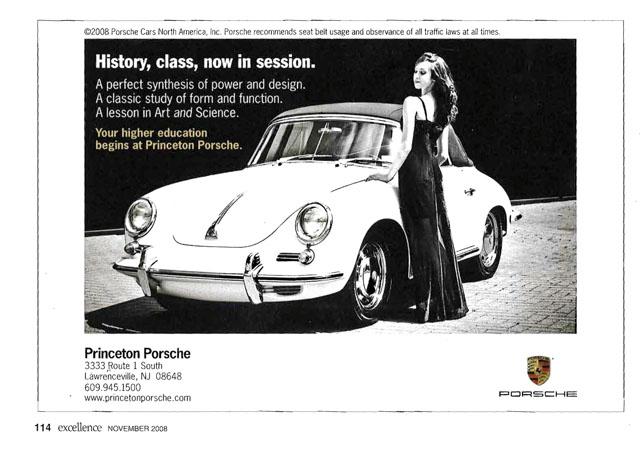 ©2008 Porsche Cars North America, Inc. Porsche recommends seat belt usage and observance of all traffic laws at all times.
History, class, now in session.
A perfect synthesis of power and design.
A classic study of form and function.
A lesson in Art and Science.
Your higher education
begins at Princeton Porsche.
Princeton Porsche
3333 Route 1 South
Lawrenceville, NJ 08648
609.945.1500
www.princetonporsche.com
PORSCHE
114 excellence NOVEMBER 2008